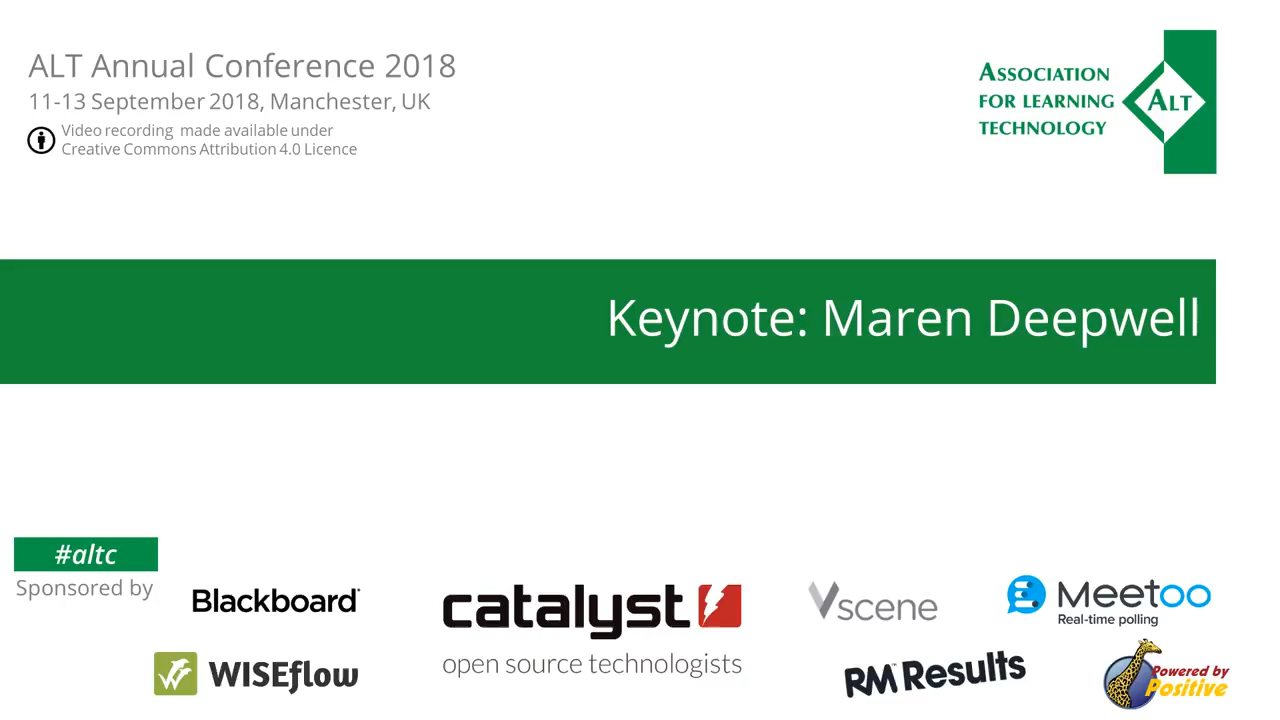 ALT Annual Conference 2018
11-13 September 2018, Manchester, UK
Video recording made available under
Creative Commons Attribution 4.0 Licence
ASSOCIATION
FOR LEARNING
TECHNOLOGY
ALT
Keynote: Maren Deepwell
#altc
Sponsored by
Blackboard
catalyst
open source technologists
Vscene
Meetoo
Real-time polling
WISEflow
RM Results
Powered by
Positive